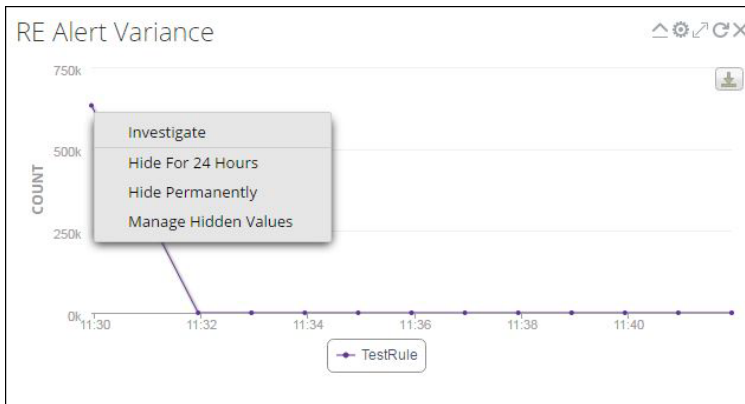 RE Alert Variance
750k
500k
250k
0k
COUNT
Investigate
Hide For 24 Hours
Hide Permanently
Manage Hidden Values
11:30
11:32
11:34
11:36
11:38
11:40
TestRule